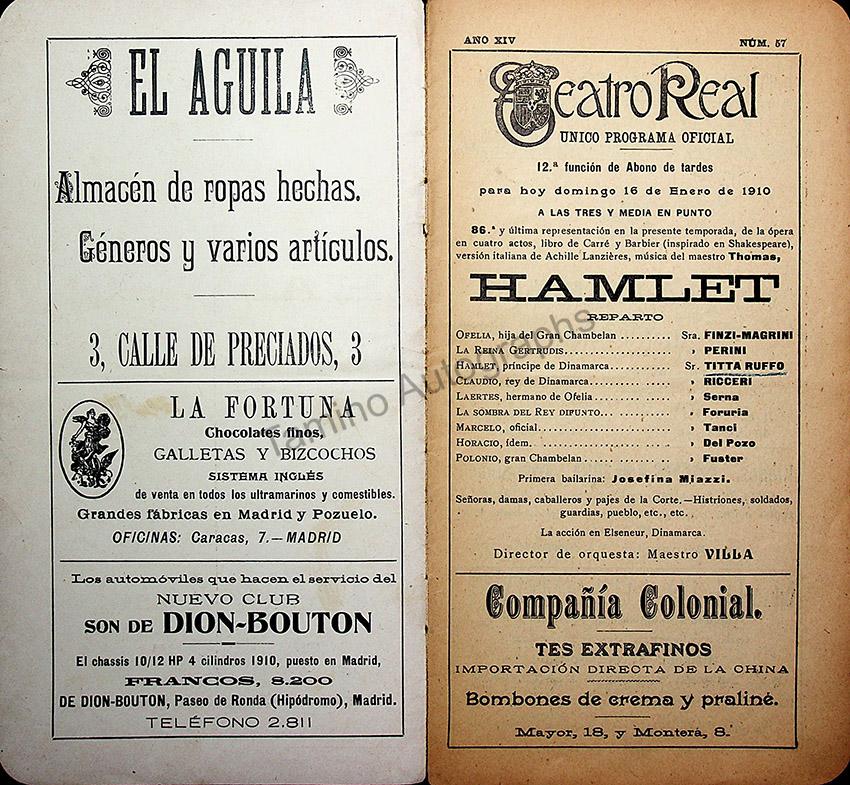 EL AGUILA
Almacén de ropas hechas.
Géneros y varios artículos.
3, CALLE DE PRECIADOS, 3
LA FORTUNA
Chocolates finos,
GALLETAS Y BIZCOCHOS
SISTEMA INGLÉS
de venta en todos los ultramarinos y comestibles.
Grandes fábricas en Madrid y Pozuelo.
OFICINAS: Caracas, 7.—MADRID
Los automóviles que hacen el servicio del
NUEVO CLUB
SON DE DION-BOUTON
El chassis 10/12 HP 4 cilindros 1910, puesto en Madrid,
FRANCOS, 8.200
DE DION-BOUTON, Paseo de Ronda (Hipódromo), Madrid.
TELÉFONO 2.811
AÑO XIV NÚM. 57
Teatro Real
UNICO PROGRAMA OFICIAL
12.ª función de Abono de tardes
para hoy domingo 16 de Enero de 1910
A LAS TRES Y MEDIA EN PUNTO
86.ª y última representación en la presente temporada, de la ópera
en cuatro actos, libro de Carré y Barbier (inspirado en Shakespeare),
versión italiana de Achille Lanzières, música del maestro Thomas,
HAMLET
REPARTO
OFELIA, hija del Gran Chambelan .......... Sra. FINZI-MAGRINI
LA REINA GERTRUDIS.................... » PERINI
HAMLET, príncipe de Dinamarca............. Sr. TITTA RUFFO
CLAUDIO, rey de Dinamarca................ » RICCERI
LAERTES, hermano de Ofelia ............... » Serna
LA SOMBRA DEL REY DIFUNTO............. » Foruria
MARCELO, oficial......................... » Tanci
HORACIO, ídem.......................... » Del Pozo
POLONIO, gran Chambelan ................ » Fuster
Primera bailarina: Josefina Miazzi.
Señoras, damas, caballeros y pajes de la Corte.—Histriones, soldados,
guardias, pueblo, etc., etc.
La acción en Elseneur, Dinamarca.
Director de orquesta: Maestro VILLA
Compañía Colonial.
TES EXTRAFINOS
IMPORTACIÓN DIRECTA DE LA CHINA
Bombones de crema y praliné.
Mayor, 18, y Montera, 8.
Tamino Autographs